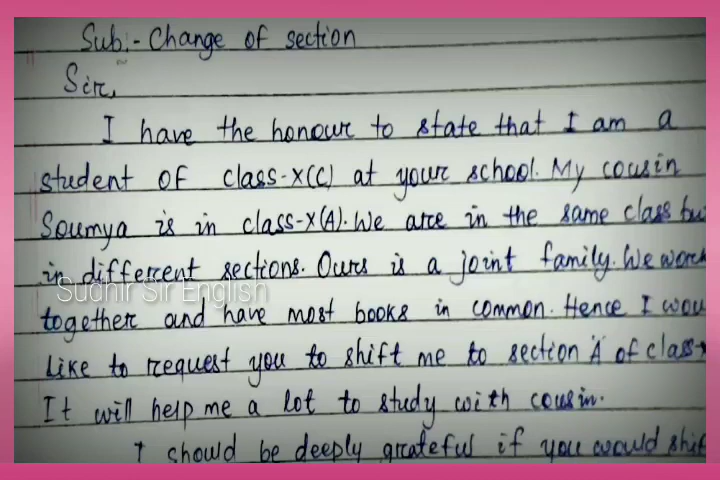 Sub:- Change of section
Sir,
I have the honour to state that I am a
student of class-X(C) at your school. My cousin
Soumya is in class-X(A). We are in the same class
in different sections. Ours is a joint family. We
Sudhir Sir English
together and have most books in common. Hence I
like to request you to shift me to section 'A' of class-
It will help me a lot to study with cousin.
I should be deeply grateful if you would